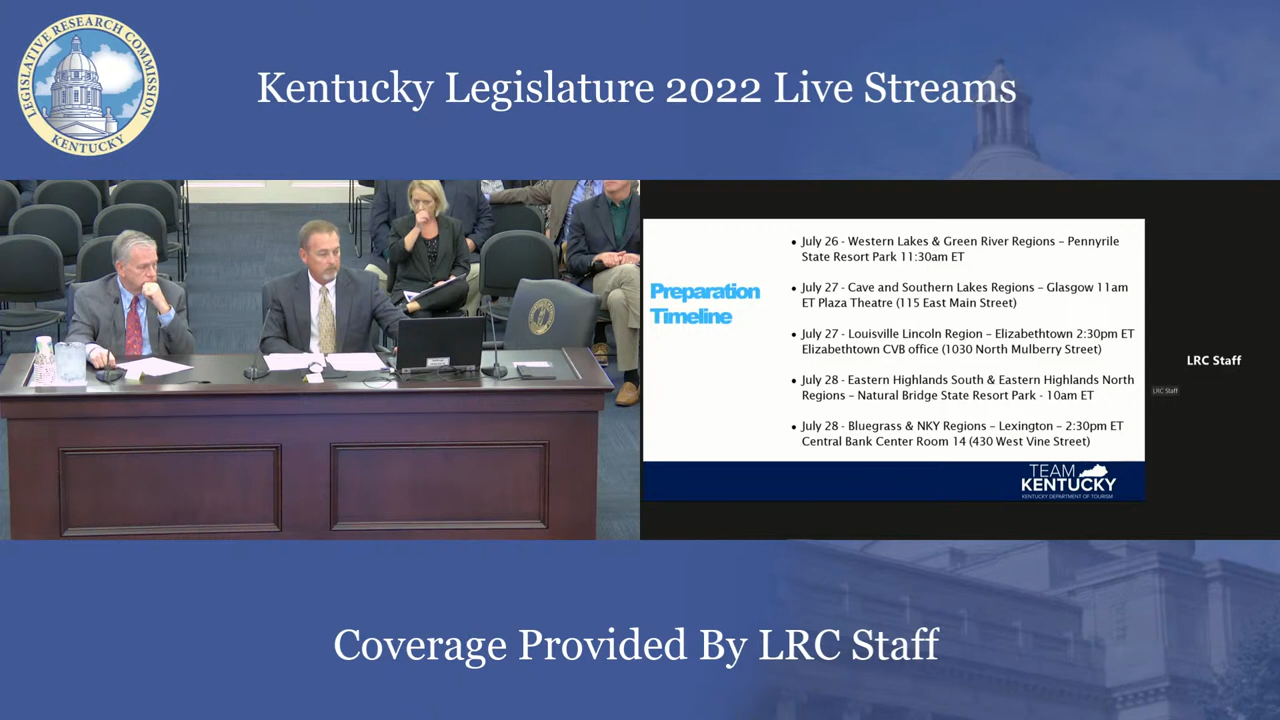 LEGISLATIVE RESEARCH COMMISSION
KENTUCKY
Kentucky Legislature 2022 Live Streams
Preparation
Timeline
• July 26 - Western Lakes & Green River Regions – Pennyrile
State Resort Park 11:30am ET
• July 27 - Cave and Southern Lakes Regions – Glasgow 11am
ET Plaza Theatre (115 East Main Street)
• July 27 - Louisville Lincoln Region – Elizabethtown 2:30pm ET
Elizabethtown CVB office (1030 North Mulberry Street)
• July 28 - Eastern Highlands South & Eastern Highlands North
Regions – Natural Bridge State Resort Park - 10am ET
• July 28 - Bluegrass & NKY Regions – Lexington – 2:30pm ET
Central Bank Center Room 14 (430 West Vine Street)
TEAM
KENTUCKY
KENTUCKY DEPARTMENT OF TOURISM
LRC Staff
LRC Staff
Coverage Provided By LRC Staff